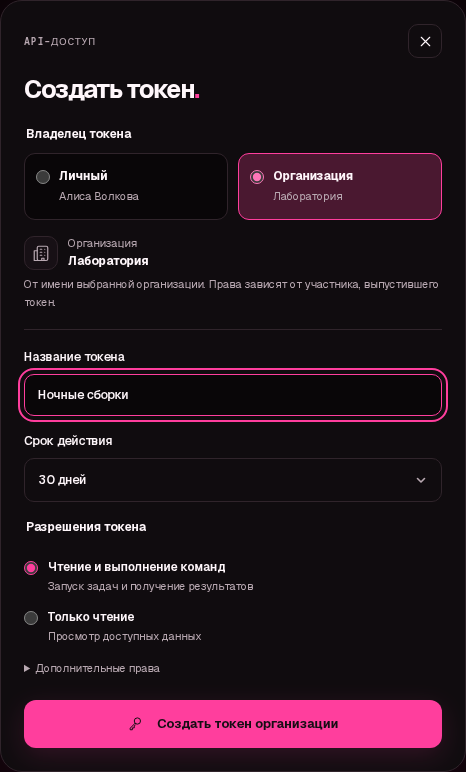 API-ДОСТУП
Создать токен.
Владелец токена
Личный
Алиса Волкова
Организация
Лаборатория
Организация
Лаборатория
От имени выбранной организации. Права зависят от участника, выпустившего
токен.
Название токена
Ночные сборки
Срок действия
30 дней
Разрешения токена
Чтение и выполнение команд
Запуск задач и получение результатов
Только чтение
Просмотр доступных данных
Дополнительные права
Создать токен организации